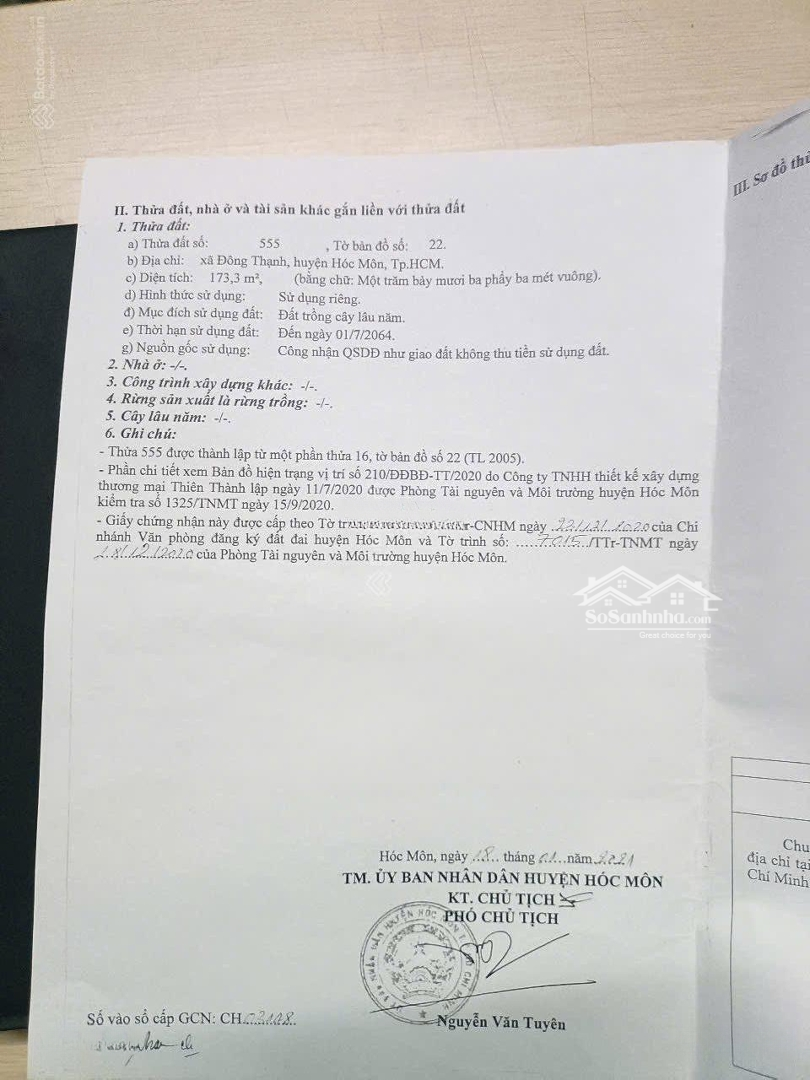 II. Thửa đất, nhà ở và tài sản khác gắn liền với thửa đất
1. Thửa đất:
a) Thửa đất số: 555 , Tờ bản đồ số: 22.
b) Địa chỉ: xã Đông Thạnh, huyện Hóc Môn, Tp.HCM.
c) Diện tích: 173,3 m², (bằng chữ: Một trăm bảy mươi ba phẩy ba mét vuông).
d) Hình thức sử dụng: Sử dụng riêng.
đ) Mục đích sử dụng đất: Đất trồng cây lâu năm.
e) Thời hạn sử dụng đất: Đến ngày 01/7/2064.
g) Nguồn gốc sử dụng: Công nhận QSDĐ như giao đất không thu tiền sử dụng đất.
2. Nhà ở: -/-.
3. Công trình xây dựng khác: -/-.
4. Rừng sản xuất là rừng trồng: -/-.
5. Cây lâu năm: -/-.
6. Ghi chú:
- Thửa 555 được thành lập từ một phần thửa 16, tờ bản đồ số 22 (TL 2005).
- Phần chi tiết xem Bản đồ hiện trạng vị trí số 210/ĐĐBĐ-TT/2020 do Công ty TNHH thiết kế xây dựng
thương mại Thiên Thành lập ngày 11/7/2020 được Phòng Tài nguyên và Môi trường huyện Hóc Môn
kiểm tra số 1325/TNMT ngày 15/9/2020.
- Giấy chứng nhận này được cấp theo Tờ -CNHM ngày của Chi
nhánh Văn phòng đăng ký đất đai huyện Hóc Môn và Tờ trình số: .....7015../TTr-TNMT ngày
của Phòng Tài nguyên và Môi trường huyện Hóc Môn.
SoSanhnha.com
Great choice for you
III. Sơ đồ
Hóc Môn, ngày 18 tháng 01 năm 2021
TM. ỦY BAN NHÂN DÂN HUYỆN HÓC MÔN
KT. CHỦ TỊCH
PHÓ CHỦ TỊCH
Nguyễn Văn Tuyên
Số vào sổ cấp GCN: CH
địa chỉ tại
Chí Minh